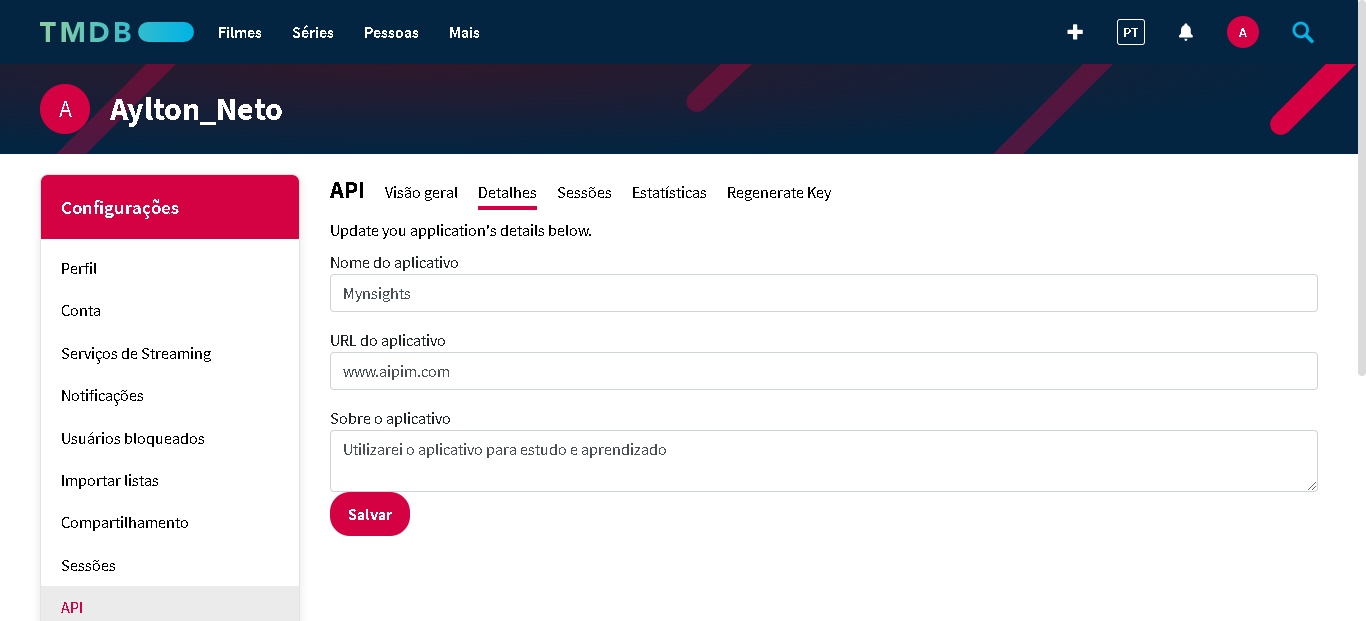 TMDB Filmes Séries Pessoas Mais PT A
A Aylton_Neto
Configurações
Perfil
Conta
Serviços de Streaming
Notificações
Usuários bloqueados
Importar listas
Compartilhamento
Sessões
API
API Visão geral Detalhes Sessões Estatísticas Regenerate Key
Update you application's details below.
Nome do aplicativo
Mynsights
URL do aplicativo
www.aipim.com
Sobre o aplicativo
Utilizarei o aplicativo para estudo e aprendizado
Salvar